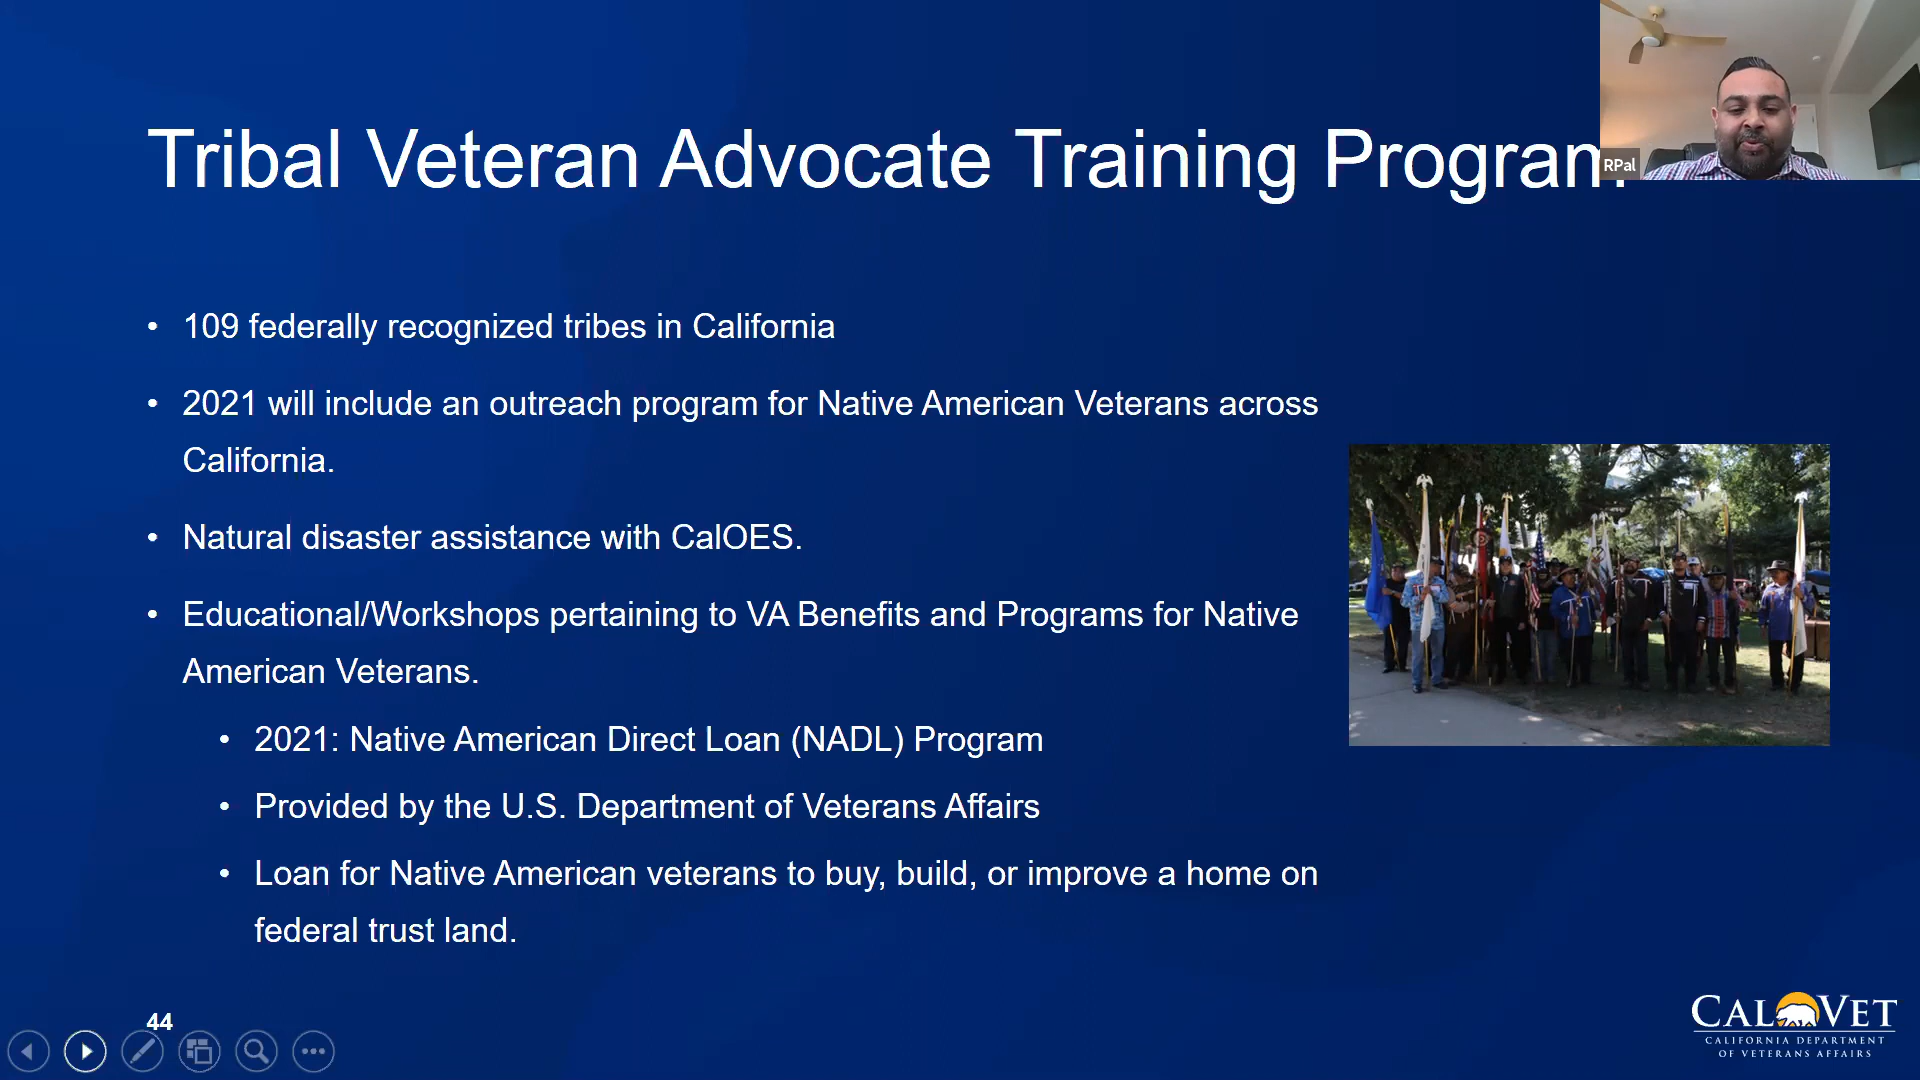 Tribal Veteran Advocate Training Program
RPal
• 109 federally recognized tribes in California
• 2021 will include an outreach program for Native American Veterans across
California.
• Natural disaster assistance with CalOES.
• Educational/Workshops pertaining to VA Benefits and Programs for Native
American Veterans.
• 2021: Native American Direct Loan (NADL) Program
• Provided by the U.S. Department of Veterans Affairs
• Loan for Native American veterans to buy, build, or improve a home on
federal trust land.
44
CALVET
CALIFORNIA DEPARTMENT
OF VETERANS AFFAIRS